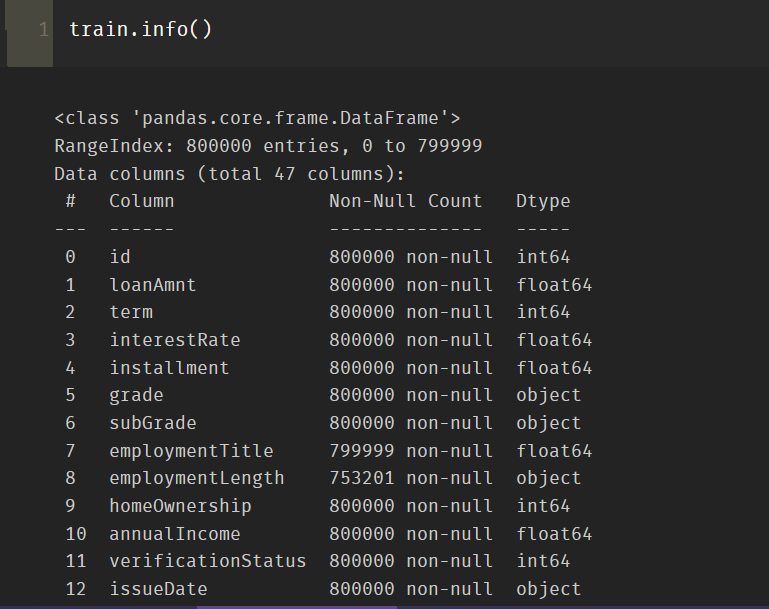 1 train.info()
<class 'pandas.core.frame.DataFrame'>
RangeIndex: 800000 entries, 0 to 799999
Data columns (total 47 columns):
 #   Column              Non-Null Count   Dtype
---  ------              --------------   -----
 0   id                  800000 non-null  int64
 1   loanAmnt            800000 non-null  float64
 2   term                800000 non-null  int64
 3   interestRate        800000 non-null  float64
 4   installment         800000 non-null  float64
 5   grade               800000 non-null  object
 6   subGrade            800000 non-null  object
 7   employmentTitle     799999 non-null  float64
 8   employmentLength    753201 non-null  object
 9   homeOwnership       800000 non-null  int64
 10  annualIncome        800000 non-null  float64
 11  verificationStatus  800000 non-null  int64
 12  issueDate           800000 non-null  object